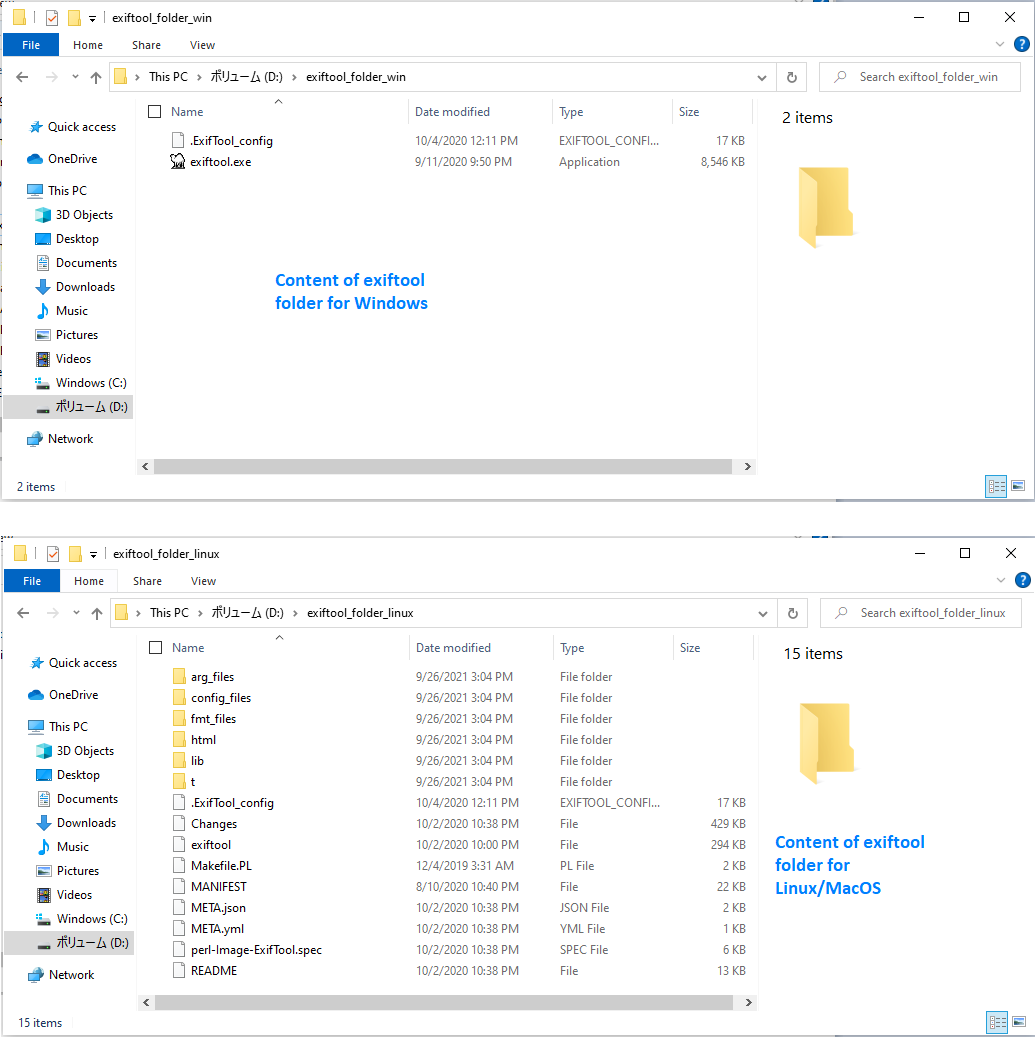 exiftool_folder_win
File Home Share View
This PC ボリューム (D:) exiftool_folder_win Search exiftool_folder_win
Name Date modified Type Size
.ExifTool_config 10/4/2020 12:11 PM EXIFTOOL_CONFI... 17 KB
exiftool.exe 9/11/2020 9:50 PM Application 8,546 KB
2 items
Quick access
OneDrive
This PC
3D Objects
Desktop
Documents
Downloads
Music
Pictures
Videos
Windows (C:)
ボリューム (D:)
Network
Content of exiftool
folder for Windows
2 items
exiftool_folder_linux
File Home Share View
This PC ボリューム (D:) exiftool_folder_linux Search exiftool_folder_linux
Name Date modified Type Size
arg_files 9/26/2021 3:04 PM File folder
config_files 9/26/2021 3:04 PM File folder
fmt_files 9/26/2021 3:04 PM File folder
html 9/26/2021 3:04 PM File folder
lib 9/26/2021 3:04 PM File folder
t 9/26/2021 3:04 PM File folder
.ExifTool_config 10/4/2020 12:11 PM EXIFTOOL_CONFI... 17 KB
Changes 10/2/2020 10:38 PM File 429 KB
exiftool 10/2/2020 10:00 PM File 294 KB
Makefile.PL 12/4/2019 3:31 AM PL File 2 KB
MANIFEST 8/10/2020 10:40 PM File 22 KB
META.json 10/2/2020 10:38 PM JSON File 2 KB
META.yml 10/2/2020 10:38 PM YML File 1 KB
perl-Image-ExifTool.spec 10/2/2020 10:38 PM SPEC File 6 KB
README 10/2/2020 10:38 PM File 13 KB
15 items
Quick access
OneDrive
This PC
3D Objects
Desktop
Documents
Downloads
Music
Pictures
Videos
Windows (C:)
ボリューム (D:)
Network
Content of exiftool
folder for
Linux/MacOS
15 items